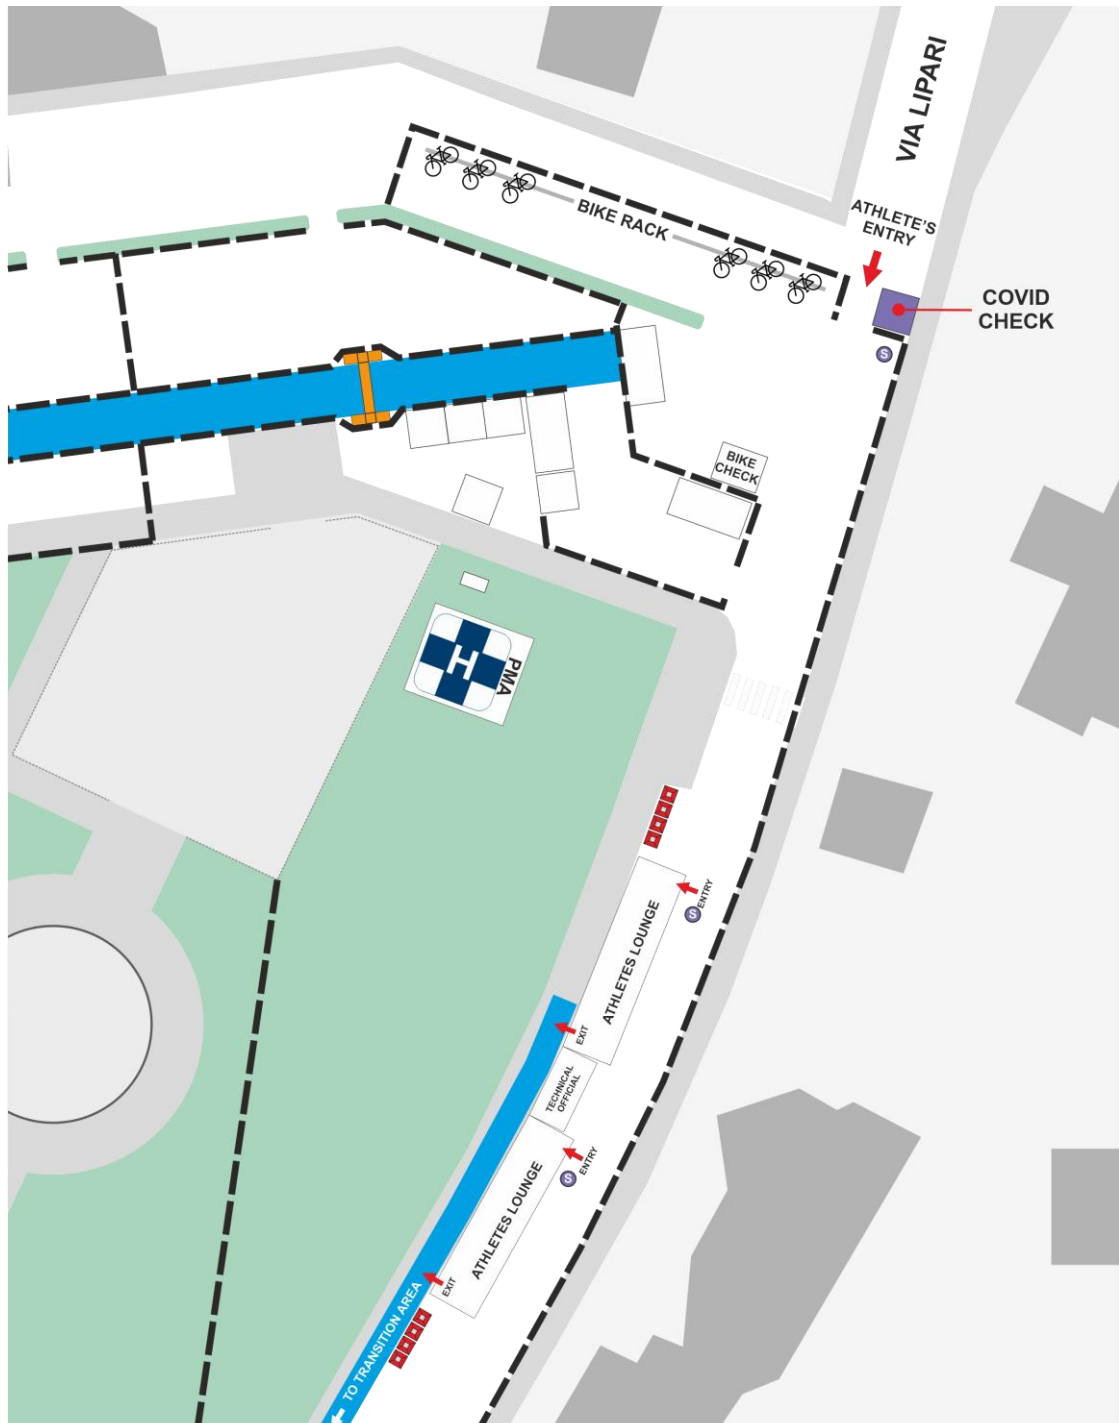 VIA LIPARI
ATHLETE'S
ENTRY
BIKE RACK
COVID
CHECK
S
BIKE
CHECK
H
PMA
ENTRY
S
ATHLETES LOUNGE
EXIT
TECHNICAL
OFFICIAL
ENTRY
S
ATHLETES LOUNGE
EXIT
TO TRANSITION AREA